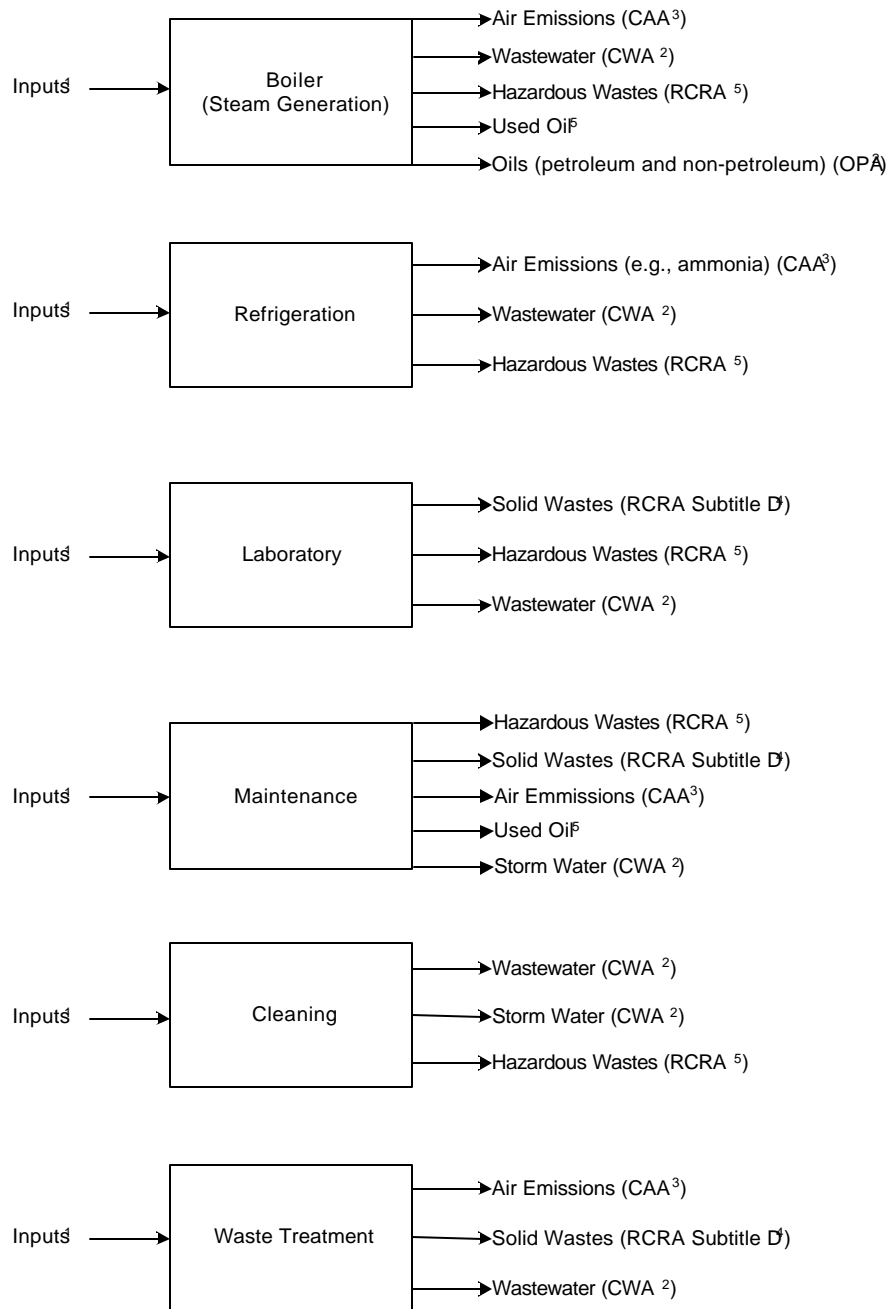 Air Emissions (CAA³)
Wastewater (CWA ²)
Inputs¹
Boiler
(Steam Generation)
Hazardous Wastes (RCRA ⁵)
Used Oil⁵
Oils (petroleum and non-petroleum) (OPA²)
Air Emissions (e.g., ammonia) (CAA³)
Inputs¹
Refrigeration
Wastewater (CWA ²)
Hazardous Wastes (RCRA ⁵)
Solid Wastes (RCRA Subtitle D⁴)
Inputs¹
Laboratory
Hazardous Wastes (RCRA ⁵)
Wastewater (CWA ²)
Hazardous Wastes (RCRA ⁵)
Solid Wastes (RCRA Subtitle D⁴)
Inputs¹
Maintenance
Air Emmissions (CAA³)
Used Oil⁵
Storm Water (CWA ²)
Wastewater (CWA ²)
Inputs¹
Cleaning
Storm Water (CWA ²)
Hazardous Wastes (RCRA ⁵)
Air Emissions (CAA³)
Inputs¹
Waste Treatment
Solid Wastes (RCRA Subtitle D⁴)
Wastewater (CWA ²)